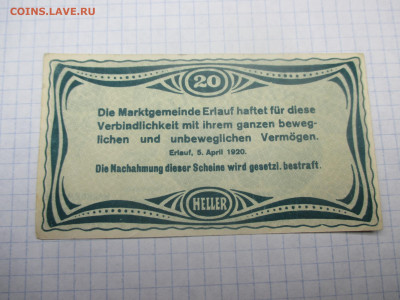 COINS.LAVE.RU
20
Die Marktgemeinde Erlauf haftet für diese
Verbindlichkeit mit ihrem ganzen beweg-
lichen und unbeweglichen Vermögen.
Erlauf, 5. April 1920.
Die Nachahmung dieser Scheine wird gesetzl. bestraft.
HELLER